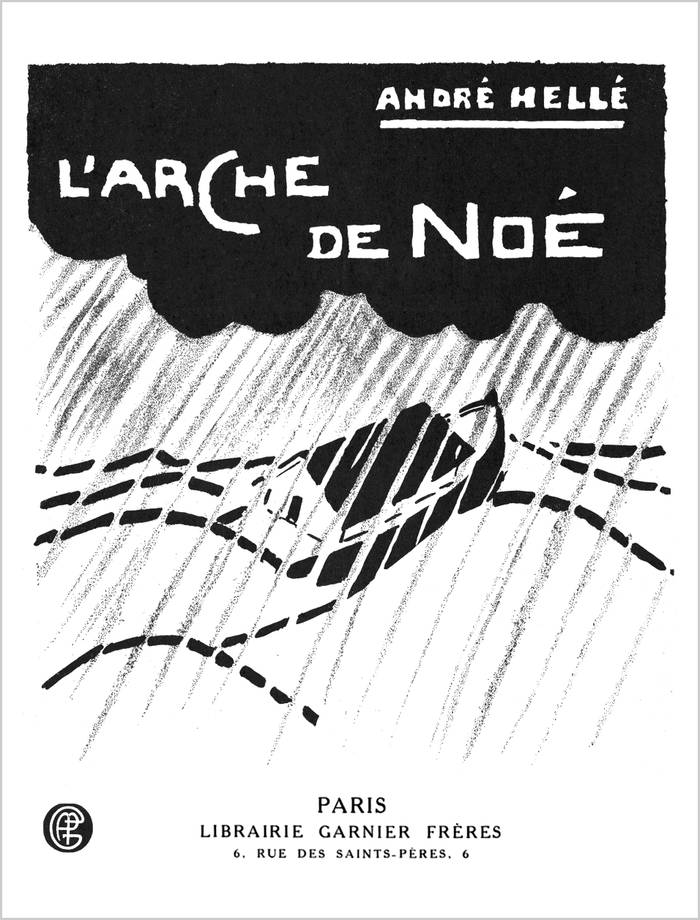 ANDRÉ HELLÉ
L'ARCHE
DE NOÉ
PARIS
LIBRAIRIE GARNIER FRÈRES
6, RUE DES SAINTS-PÈRES, 6